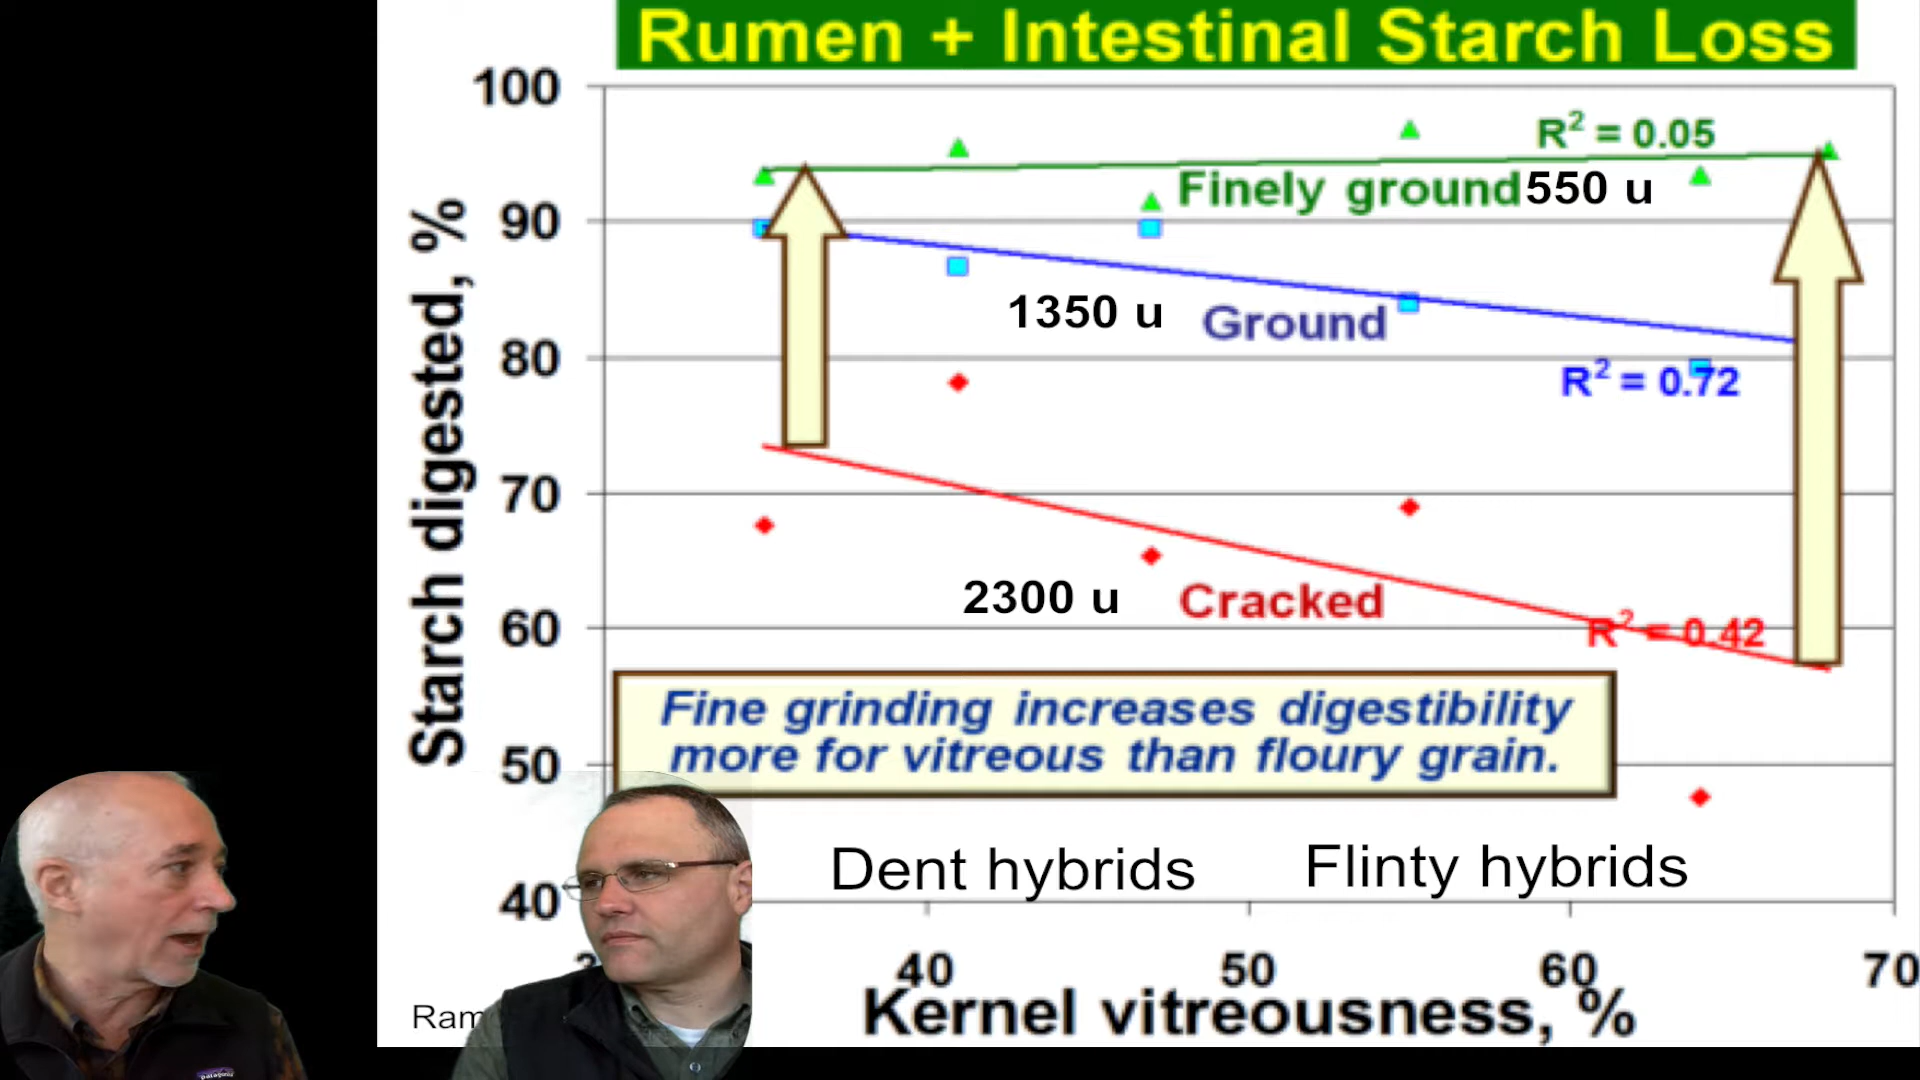 Rumen + Intestinal Starch Loss
100
90
80
70
60
50
40
Starch digested, %
R² = 0.05
Finely ground 550 u
1350 u Ground
R² = 0.72
2300 u Cracked
R² = 0.42
Fine grinding increases digestibility
more for vitreous than floury grain.
Dent hybrids
Flinty hybrids
40 50 60 70
Kernel vitreousness, %
patagonia